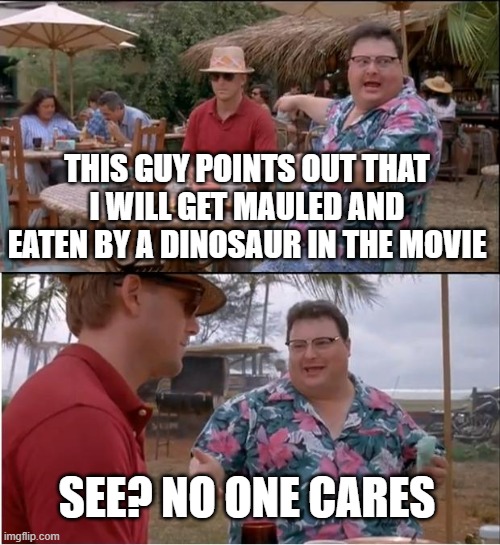 THIS GUY POINTS OUT THAT
I WILL GET MAULED AND
EATEN BY A DINOSAUR IN THE MOVIE
SEE? NO ONE CARES
imgflip.com